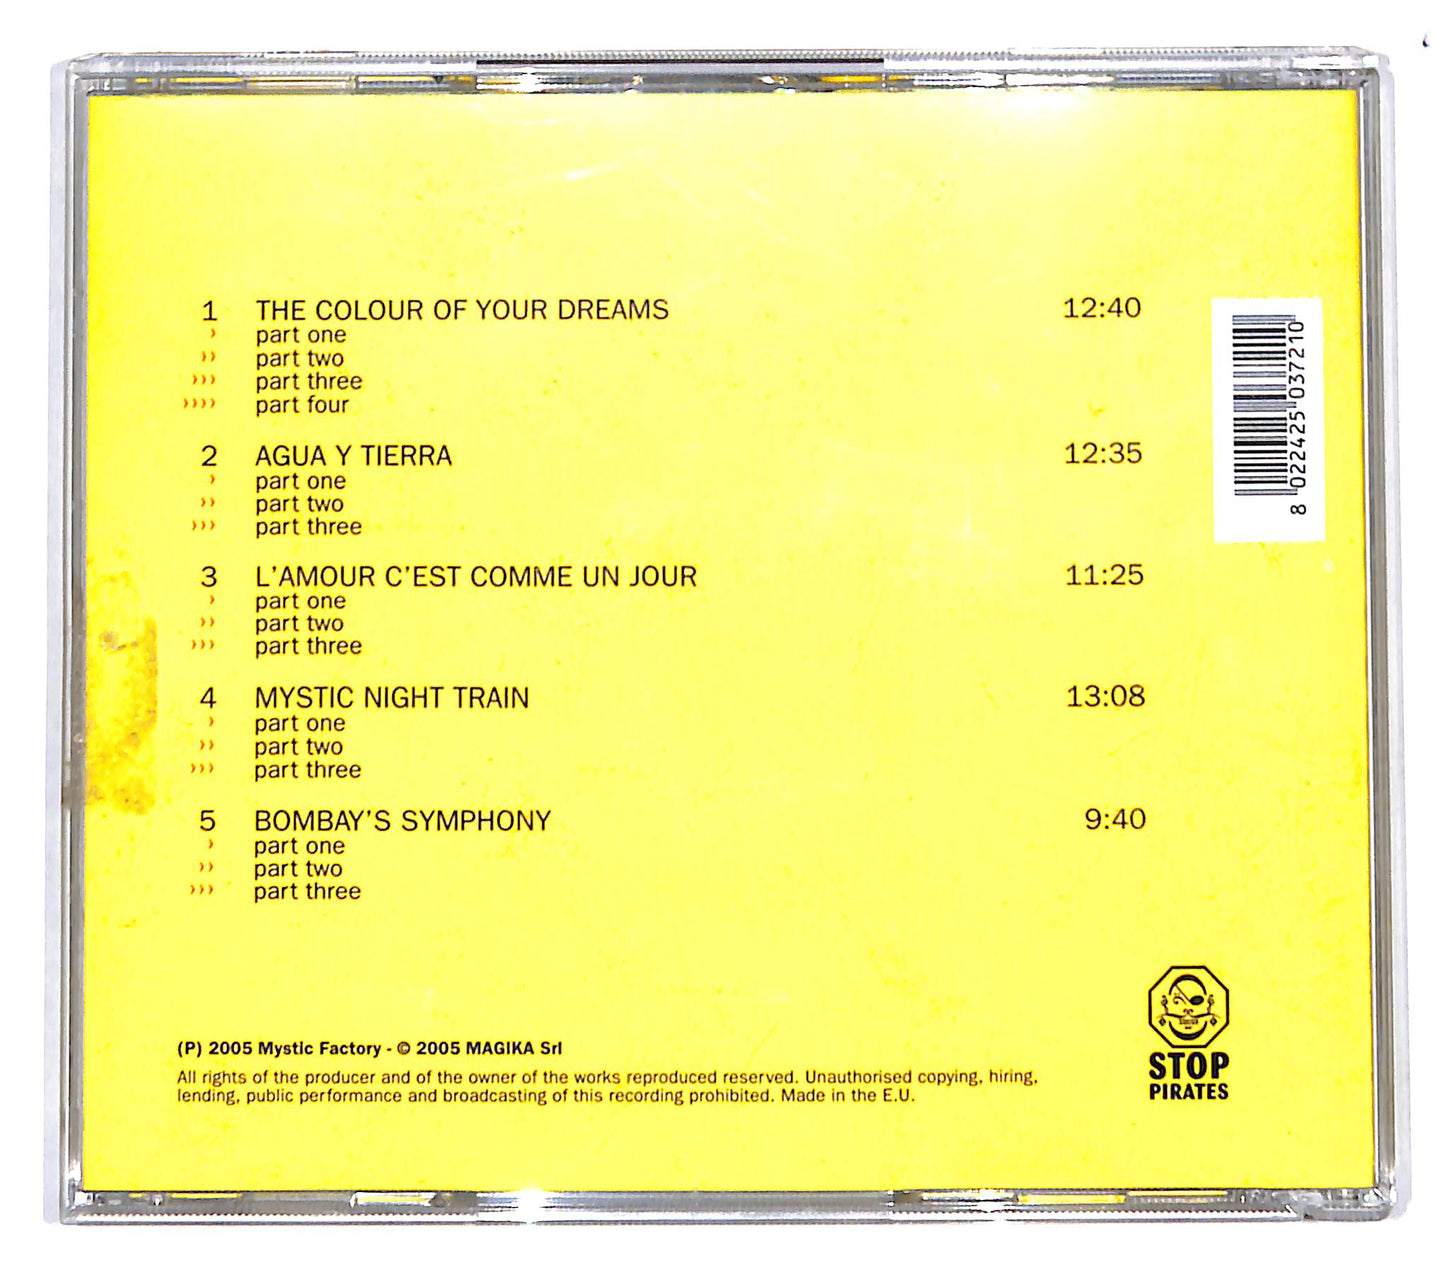 1 THE COLOUR OF YOUR DREAMS 12:40
› part one
›› part two
››› part three
›››› part four
2 AGUA Y TIERRA 12:35
› part one
›› part two
››› part three
3 L'AMOUR C'EST COMME UN JOUR 11:25
› part one
›› part two
››› part three
4 MYSTIC NIGHT TRAIN 13:08
› part one
›› part two
››› part three
5 BOMBAY'S SYMPHONY 9:40
› part one
›› part two
››› part three
8 022425 037210
(P) 2005 Mystic Factory - © 2005 MAGIKA Srl
All rights of the producer and of the owner of the works reproduced reserved. Unauthorised copying, hiring,
lending, public performance and broadcasting of this recording prohibited. Made in the E.U.
STOP
PIRATES